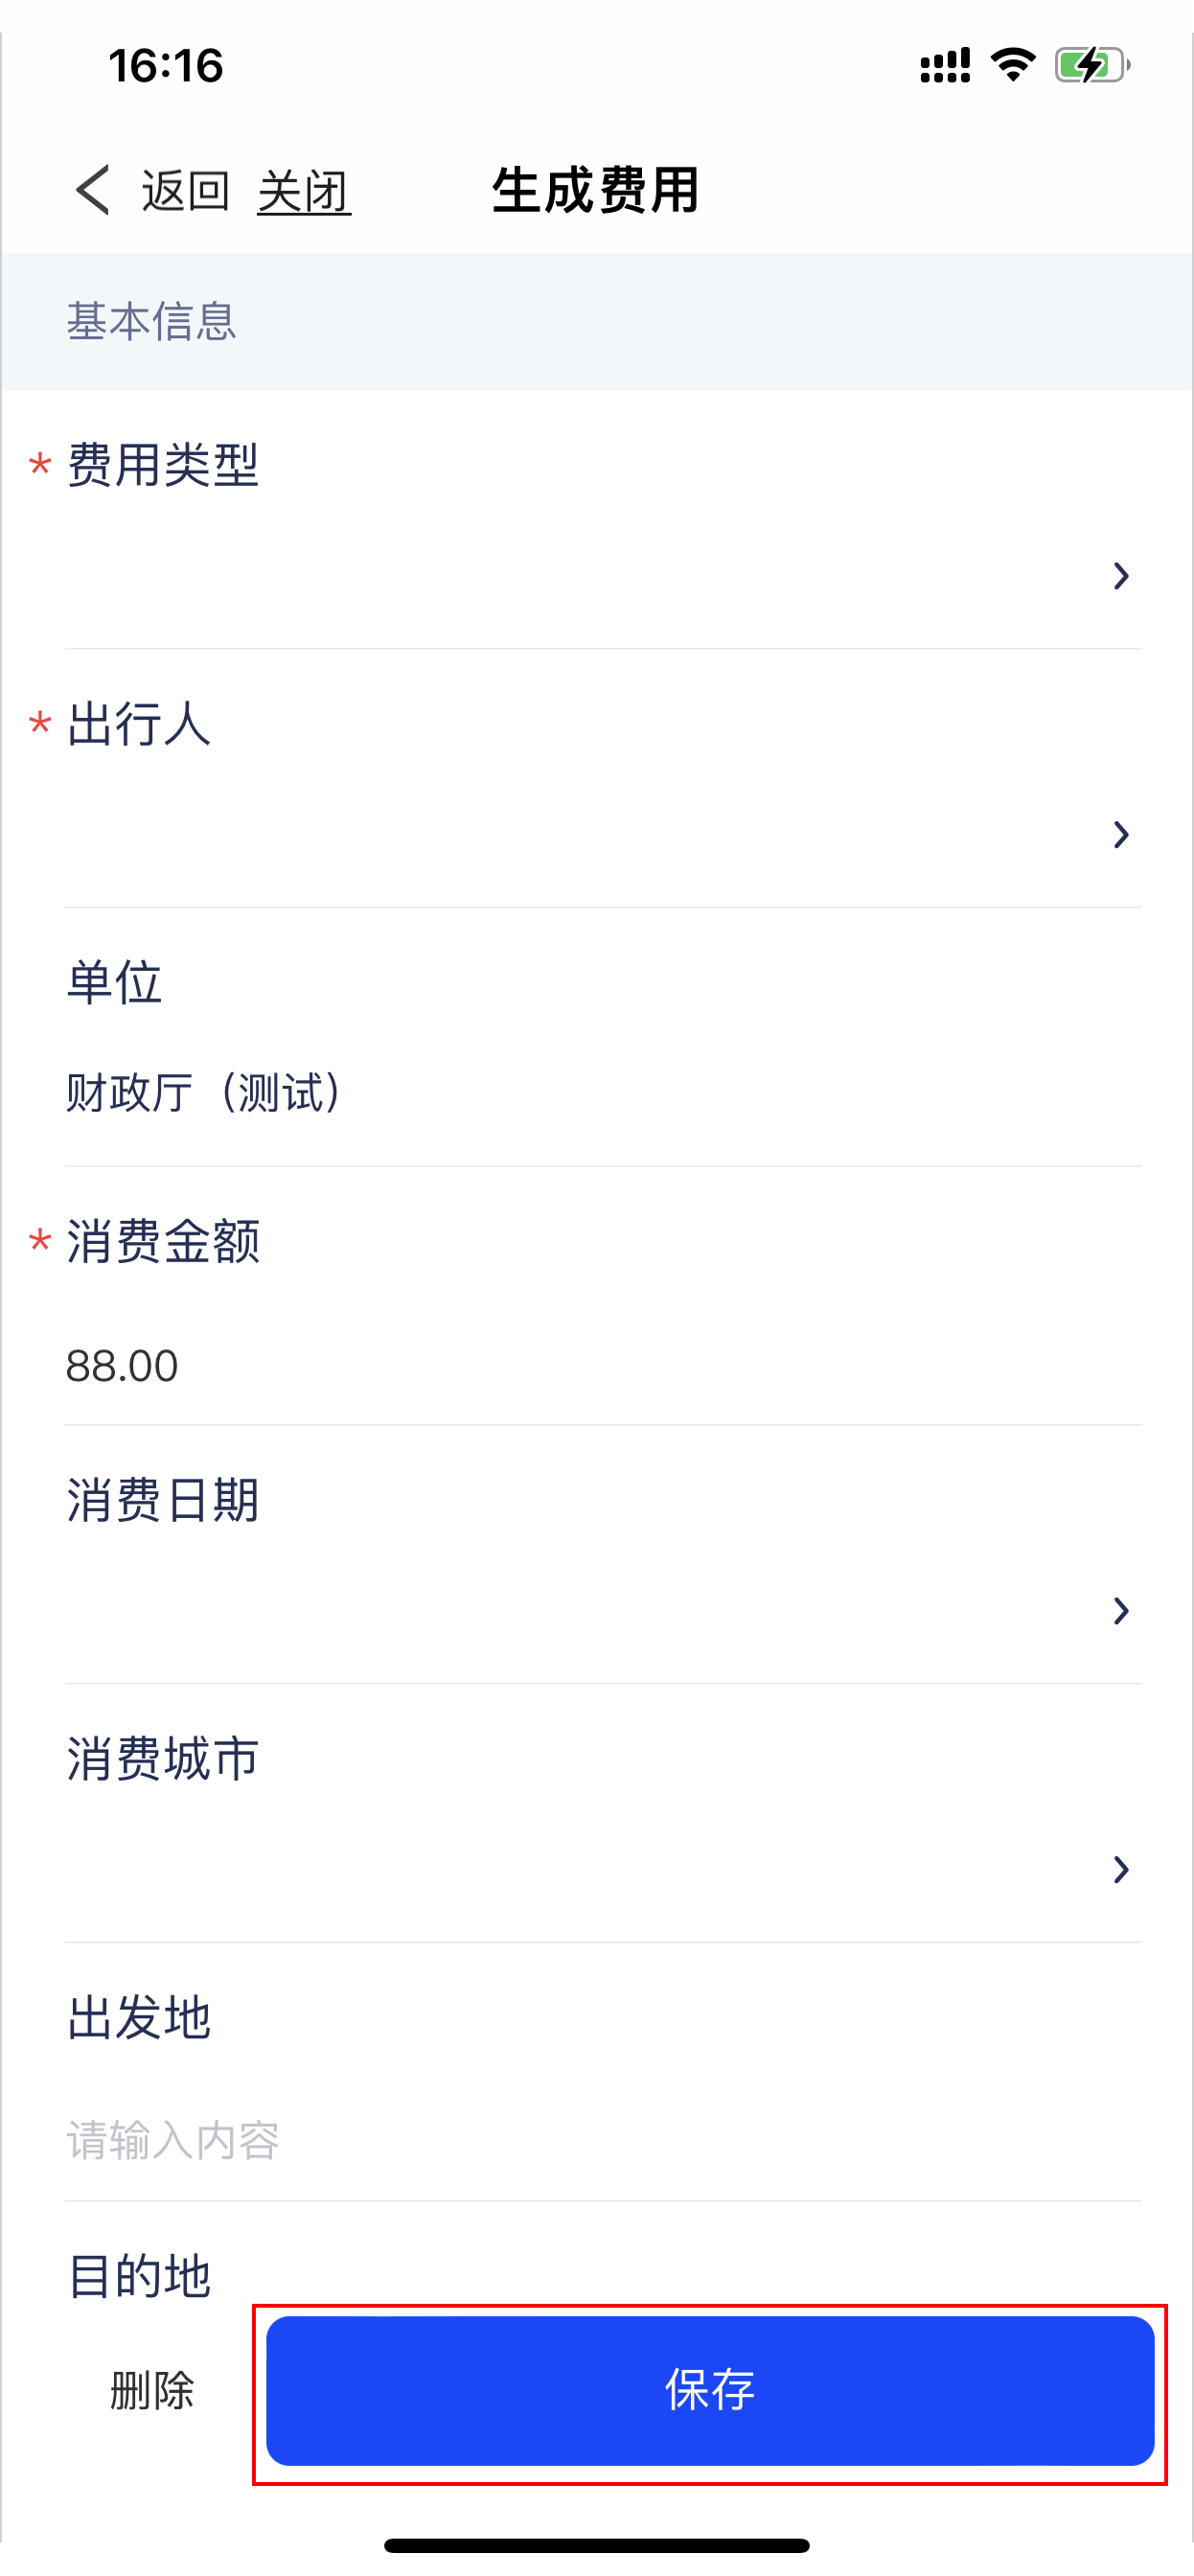 16:16
返回 关闭 生成费用
基本信息
* 费用类型
* 出行人
单位
财政厅（测试）
* 消费金额
88.00
消费日期
消费城市
出发地
请输入内容
目的地
删除 保存